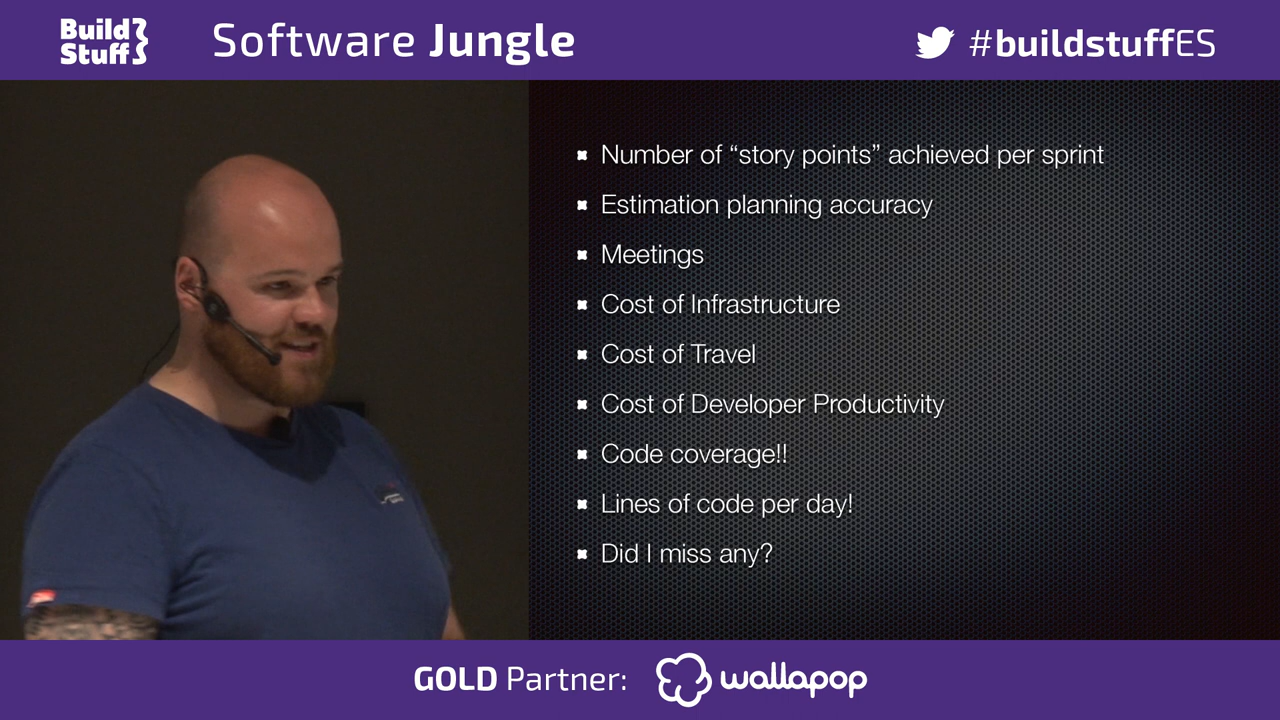 Build
Stuff
Software Jungle
#buildstuffES
Number of “story points” achieved per sprint
Estimation planning accuracy
Meetings
Cost of Infrastructure
Cost of Travel
Cost of Developer Productivity
Code coverage!!
Lines of code per day!
Did I miss any?
GOLD Partner:
wallapop